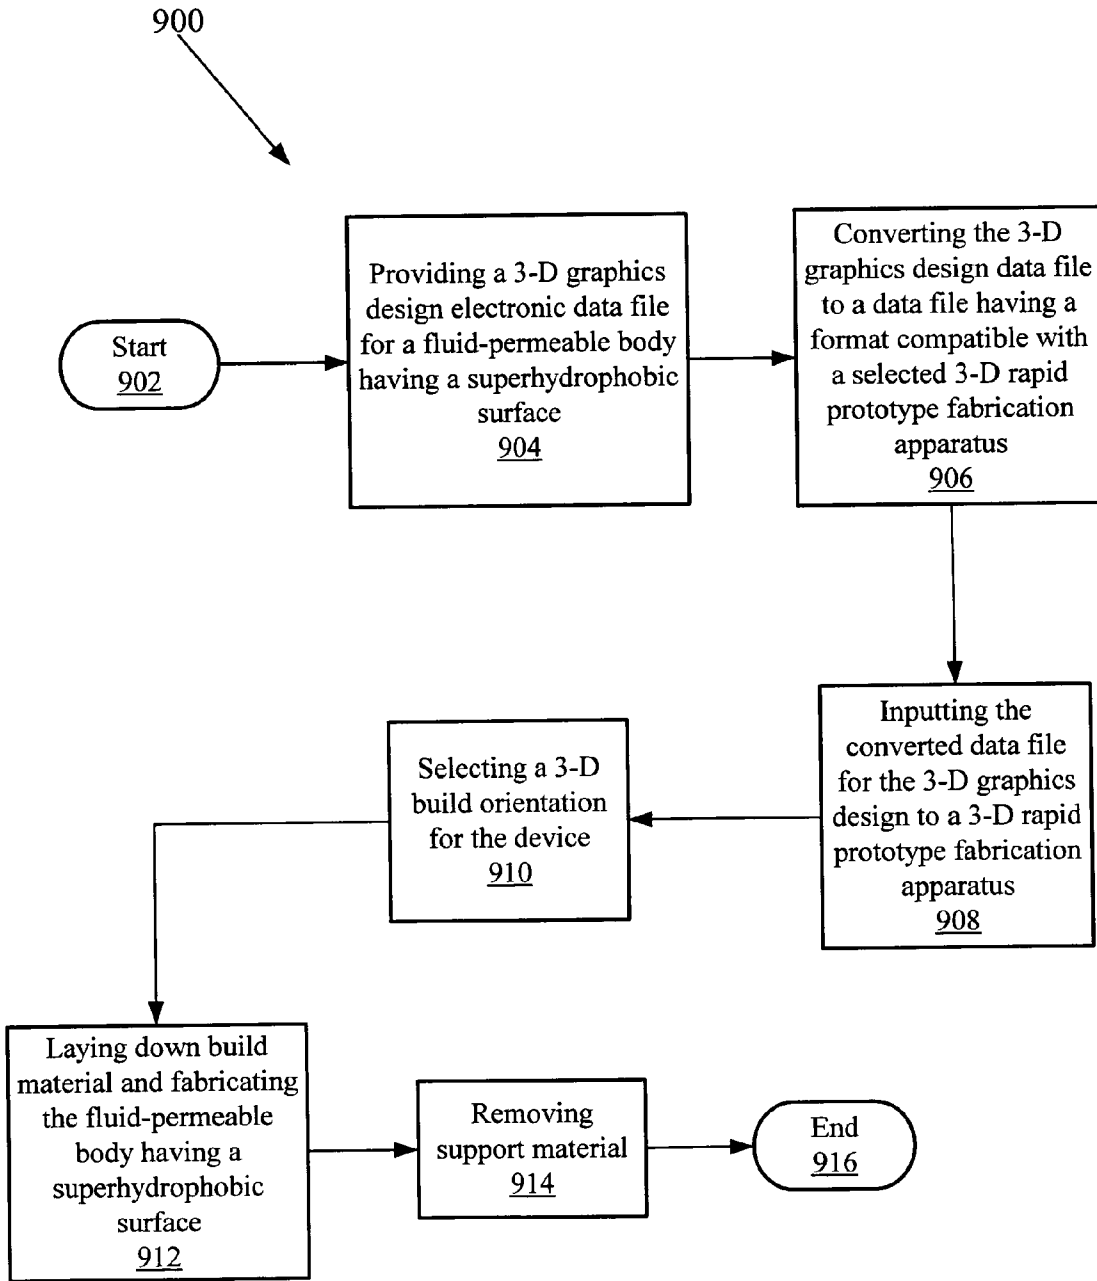 900
Start
902
Providing a 3-D graphics
design electronic data file
for a fluid-permeable body
having a superhydrophobic
surface
904
Converting the 3-D
graphics design data file
to a data file having a
format compatible with
a selected 3-D rapid
prototype fabrication
apparatus
906
Inputting the
converted data file
for the 3-D graphics
design to a 3-D rapid
prototype fabrication
apparatus
908
Selecting a 3-D
build orientation
for the device
910
Laying down build
material and fabricating
the fluid-permeable
body having a
superhydrophobic
surface
912
Removing
support material
914
End
916